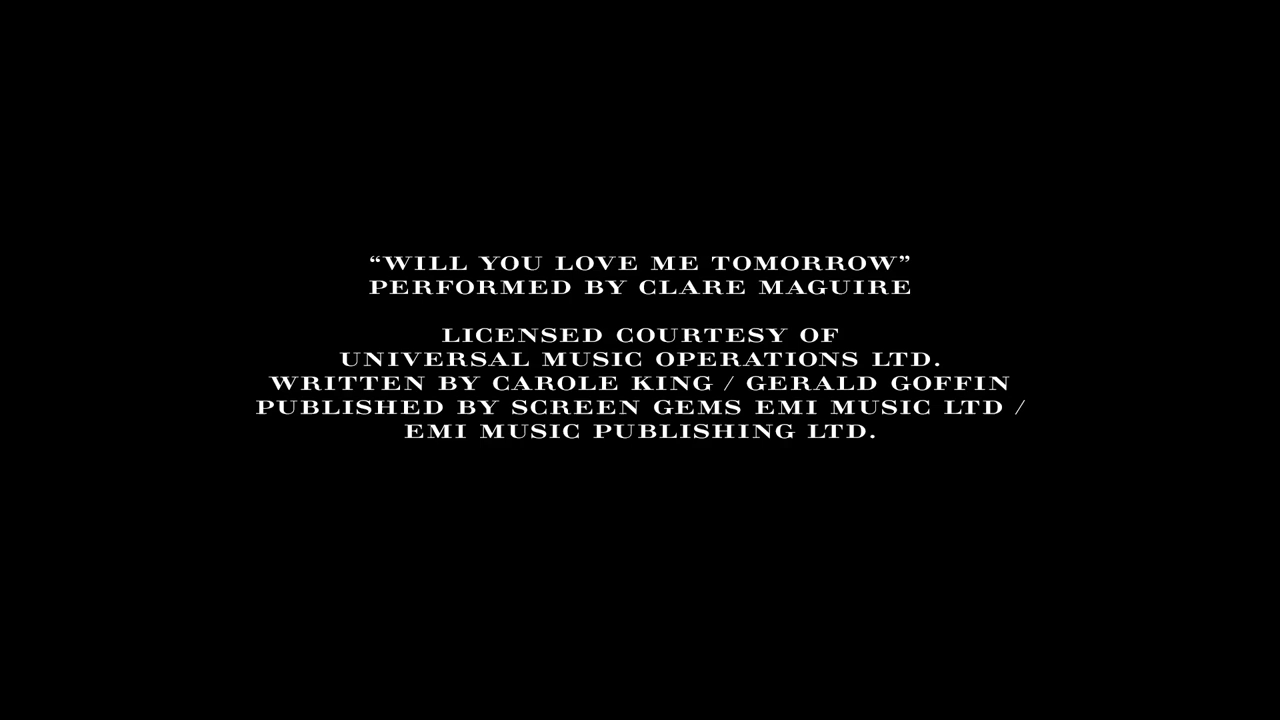 “WILL YOU LOVE ME TOMORROW”
PERFORMED BY CLARE MAGUIRE
LICENSED COURTESY OF
UNIVERSAL MUSIC OPERATIONS LTD.
WRITTEN BY CAROLE KING / GERALD GOFFIN
PUBLISHED BY SCREEN GEMS EMI MUSIC LTD /
EMI MUSIC PUBLISHING LTD.